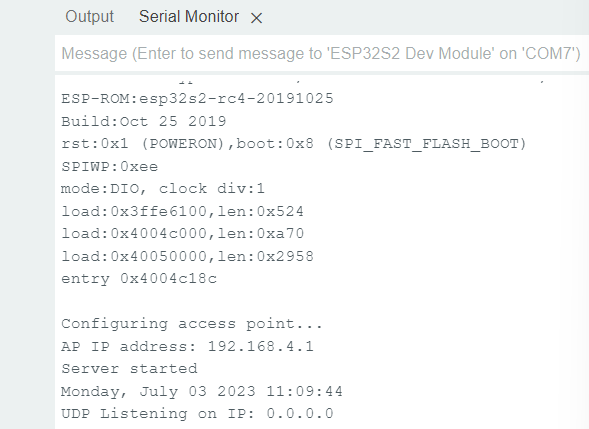 Output Serial Monitor
Message (Enter to send message to 'ESP32S2 Dev Module' on 'COM7')
ESP-ROM:esp32s2-rc4-20191025
Build:Oct 25 2019
rst:0x1 (POWERON),boot:0x8 (SPI_FAST_FLASH_BOOT)
SPIWP:0xee
mode:DIO, clock div:1
load:0x3ffe6100,len:0x524
load:0x4004c000,len:0xa70
load:0x40050000,len:0x2958
entry 0x4004c18c
Configuring access point...
AP IP address: 192.168.4.1
Server started
Monday, July 03 2023 11:09:44
UDP Listening on IP: 0.0.0.0